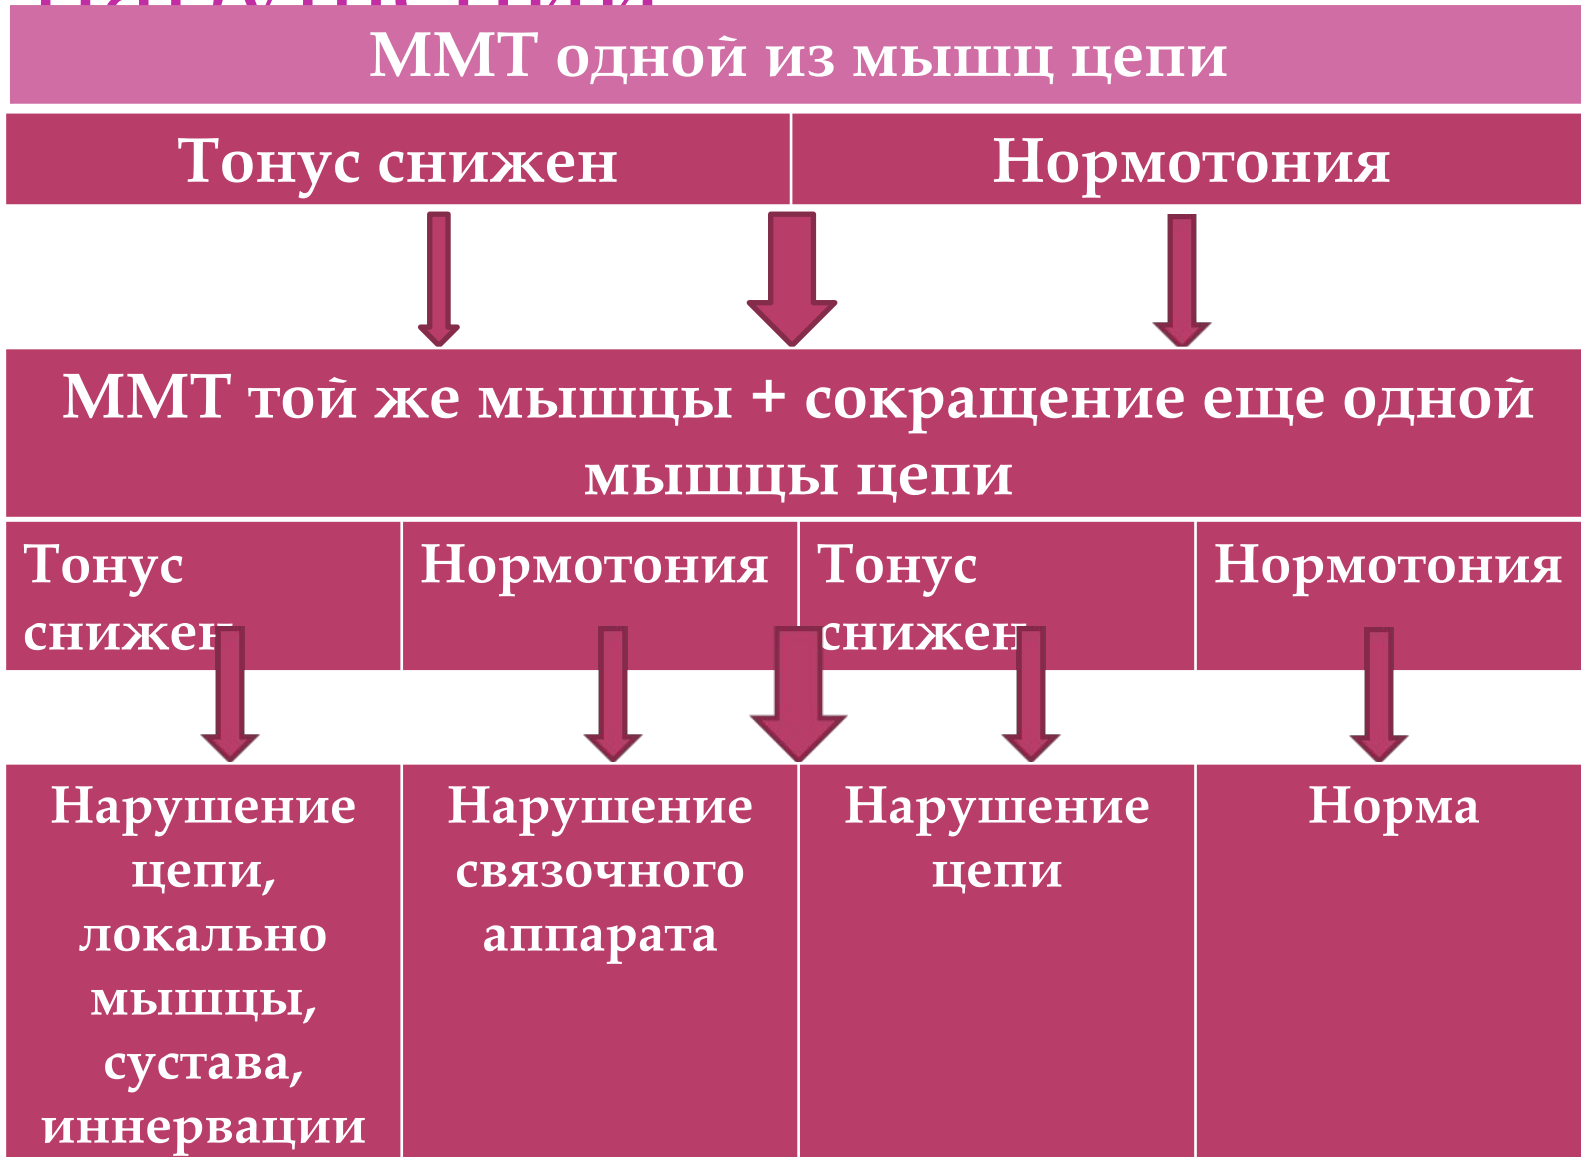 ММТ одной из мышц цепи
Тонус снижен
Нормотония
ММТ той же мышцы + сокращение еще одной
мышцы цепи
Тонус
снижен
Нормотония
Тонус
снижен
Нормотония
Нарушение
цепи,
локально
мышцы,
сустава,
иннервации
Нарушение
связочного
аппарата
Нарушение
цепи
Норма